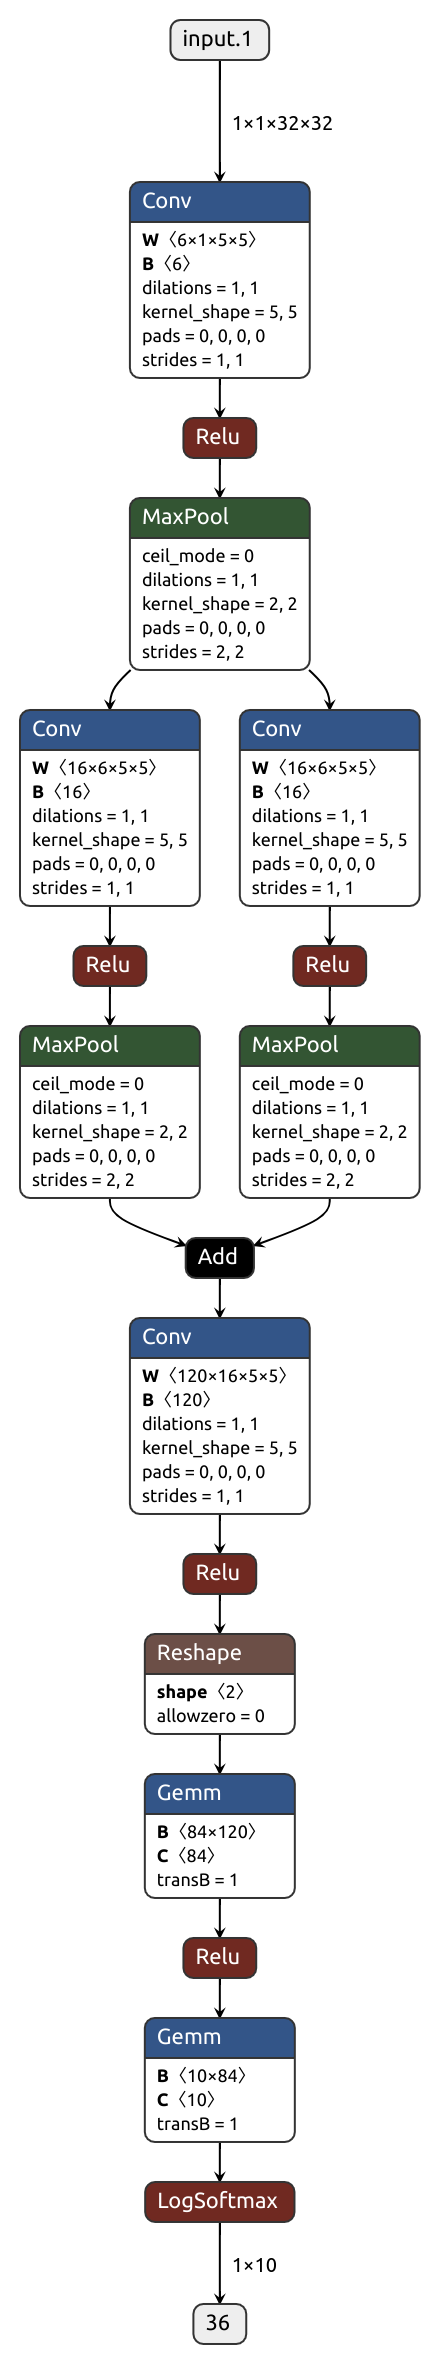 input.1
1×1×32×32
Conv
W〈6×1×5×5〉
B〈6〉
dilations = 1, 1
kernel_shape = 5, 5
pads = 0, 0, 0, 0
strides = 1, 1
Relu
MaxPool
ceil_mode = 0
dilations = 1, 1
kernel_shape = 2, 2
pads = 0, 0, 0, 0
strides = 2, 2
Conv
W〈16×6×5×5〉
B〈16〉
dilations = 1, 1
kernel_shape = 5, 5
pads = 0, 0, 0, 0
strides = 1, 1
Relu
MaxPool
ceil_mode = 0
dilations = 1, 1
kernel_shape = 2, 2
pads = 0, 0, 0, 0
strides = 2, 2
Conv
W〈16×6×5×5〉
B〈16〉
dilations = 1, 1
kernel_shape = 5, 5
pads = 0, 0, 0, 0
strides = 1, 1
Relu
MaxPool
ceil_mode = 0
dilations = 1, 1
kernel_shape = 2, 2
pads = 0, 0, 0, 0
strides = 2, 2
Add
Conv
W〈120×16×5×5〉
B〈120〉
dilations = 1, 1
kernel_shape = 5, 5
pads = 0, 0, 0, 0
strides = 1, 1
Relu
Reshape
shape〈2〉
allowzero = 0
Gemm
B〈84×120〉
C〈84〉
transB = 1
Relu
Gemm
B〈10×84〉
C〈10〉
transB = 1
LogSoftmax
1×10
36